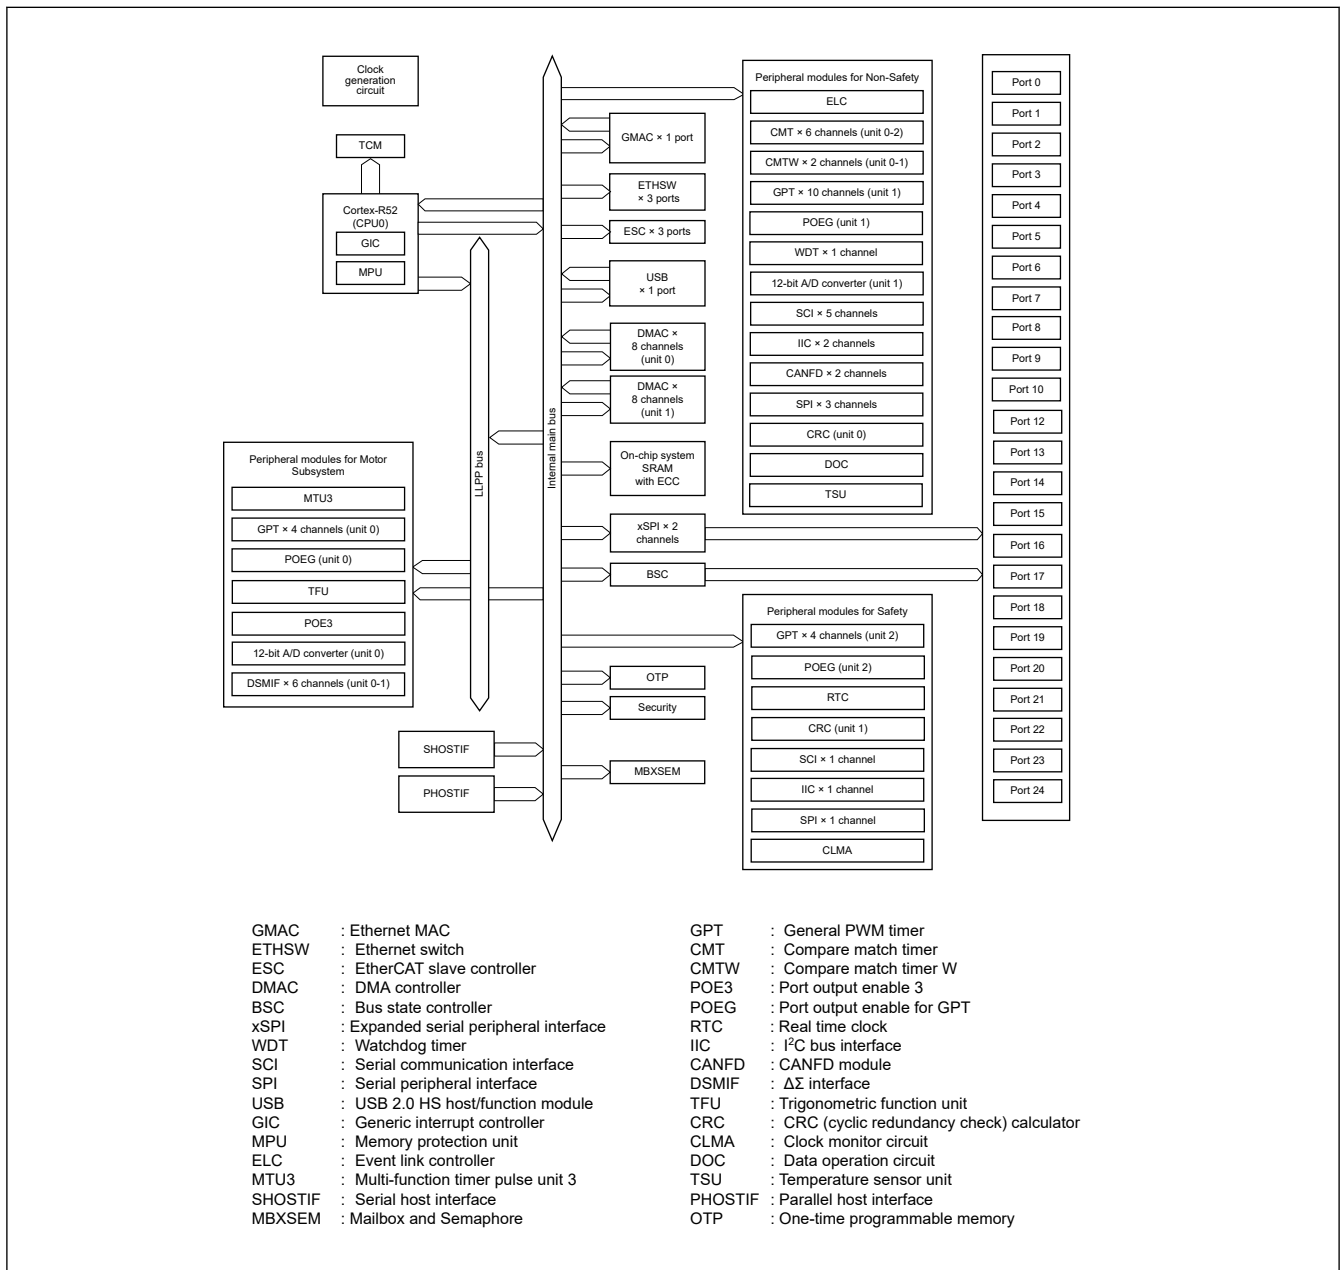 Clock
generation
circuit
TCM
Cortex-R52
(CPU0)
GIC
MPU
Peripheral modules for Motor
Subsystem
MTU3
GPT × 4 channels (unit 0)
POEG (unit 0)
TFU
POE3
12-bit A/D converter (unit 0)
DSMIF × 6 channels (unit 0-1)
SHOSTIF
PHOSTIF
LLPP bus
Internal main bus
GMAC × 1 port
ETHSW
× 3 ports
ESC × 3 ports
USB
× 1 port
DMAC ×
8 channels
(unit 0)
DMAC ×
8 channels
(unit 1)
On-chip system
SRAM
with ECC
xSPI × 2
channels
BSC
OTP
Security
MBXSEM
Peripheral modules for Non-Safety
ELC
CMT × 6 channels (unit 0-2)
CMTW × 2 channels (unit 0-1)
GPT × 10 channels (unit 1)
POEG (unit 1)
WDT × 1 channel
12-bit A/D converter (unit 1)
SCI × 5 channels
IIC × 2 channels
CANFD × 2 channels
SPI × 3 channels
CRC (unit 0)
DOC
TSU
Peripheral modules for Safety
GPT × 4 channels (unit 2)
POEG (unit 2)
RTC
CRC (unit 1)
SCI × 1 channel
IIC × 1 channel
SPI × 1 channel
CLMA
Port 0
Port 1
Port 2
Port 3
Port 4
Port 5
Port 6
Port 7
Port 8
Port 9
Port 10
Port 12
Port 13
Port 14
Port 15
Port 16
Port 17
Port 18
Port 19
Port 20
Port 21
Port 22
Port 23
Port 24
GMAC : Ethernet MAC
ETHSW : Ethernet switch
ESC : EtherCAT slave controller
DMAC : DMA controller
BSC : Bus state controller
xSPI : Expanded serial peripheral interface
WDT : Watchdog timer
SCI : Serial communication interface
SPI : Serial peripheral interface
USB : USB 2.0 HS host/function module
GIC : Generic interrupt controller
MPU : Memory protection unit
ELC : Event link controller
MTU3 : Multi-function timer pulse unit 3
SHOSTIF : Serial host interface
MBXSEM : Mailbox and Semaphore
GPT : General PWM timer
CMT : Compare match timer
CMTW : Compare match timer W
POE3 : Port output enable 3
POEG : Port output enable for GPT
RTC : Real time clock
IIC : I²C bus interface
CANFD : CANFD module
DSMIF : ΔΣ interface
TFU : Trigonometric function unit
CRC : CRC (cyclic redundancy check) calculator
CLMA : Clock monitor circuit
DOC : Data operation circuit
TSU : Temperature sensor unit
PHOSTIF : Parallel host interface
OTP : One-time programmable memory